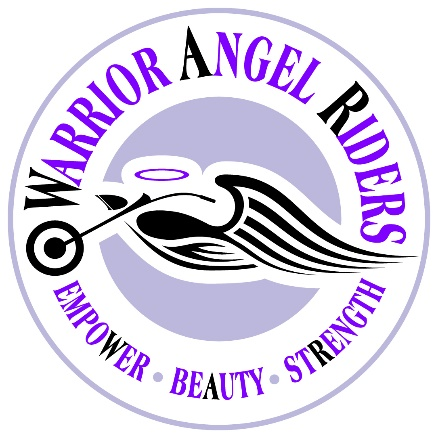 WARRIOR ANGEL RIDERS
EMPOWER • BEAUTY • STRENGTH